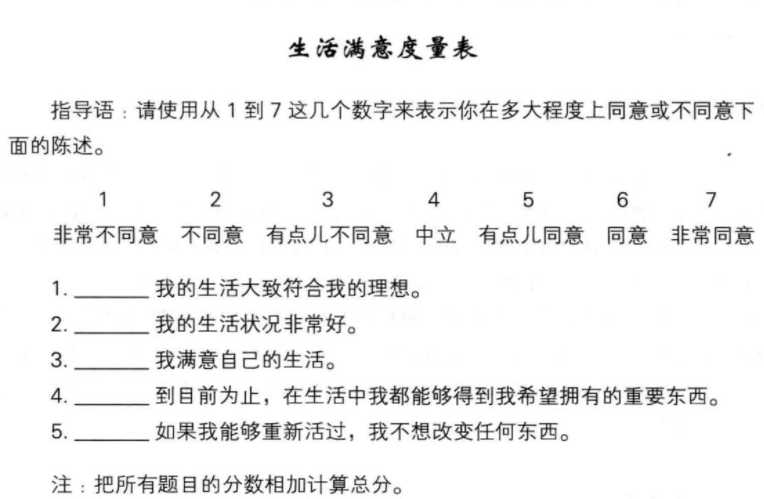 生活满意度量表
指导语：请使用从 1 到 7 这几个数字来表示你在多大程度上同意或不同意下
面的陈述。
1 2 3 4 5 6 7
非常不同意 不同意 有点儿不同意 中立 有点儿同意 同意 非常同意
1. ______ 我的生活大致符合我的理想。
2. ______ 我的生活状况非常好。
3. ______ 我满意自己的生活。
4. ______ 到目前为止，在生活中我都能够得到我希望拥有的重要东西。
5. ______ 如果我能够重新活过，我不想改变任何东西。
注：把所有题目的分数相加计算总分。